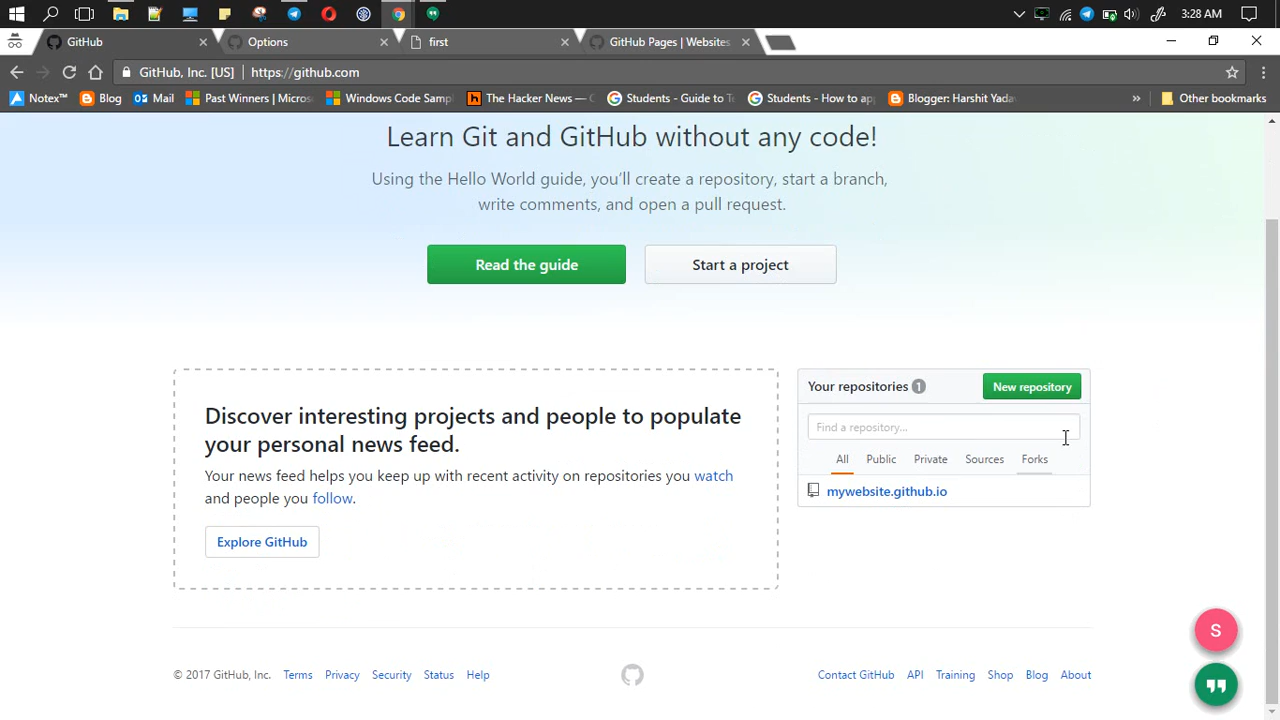 3:28 AM
GitHub
Options
first
GitHub Pages | Websites
GitHub, Inc. [US]
https://github.com
Notex™
Blog
Mail
Past Winners | Micros
Windows Code Samp
The Hacker News —
Students - Guide to T
Students - How to ap
Blogger: Harshit Yada
»
Other bookmarks
Learn Git and GitHub without any code!
Using the Hello World guide, you’ll create a repository, start a branch,
write comments, and open a pull request.
Read the guide
Start a project
Discover interesting projects and people to populate
your personal news feed.
Your news feed helps you keep up with recent activity on repositories you watch
and people you follow.
Explore GitHub
Your repositories 1
New repository
Find a repository...
All
Public
Private
Sources
Forks
mywebsite.github.io
S
© 2017 GitHub, Inc.
Terms
Privacy
Security
Status
Help
Contact GitHub
API
Training
Shop
Blog
About